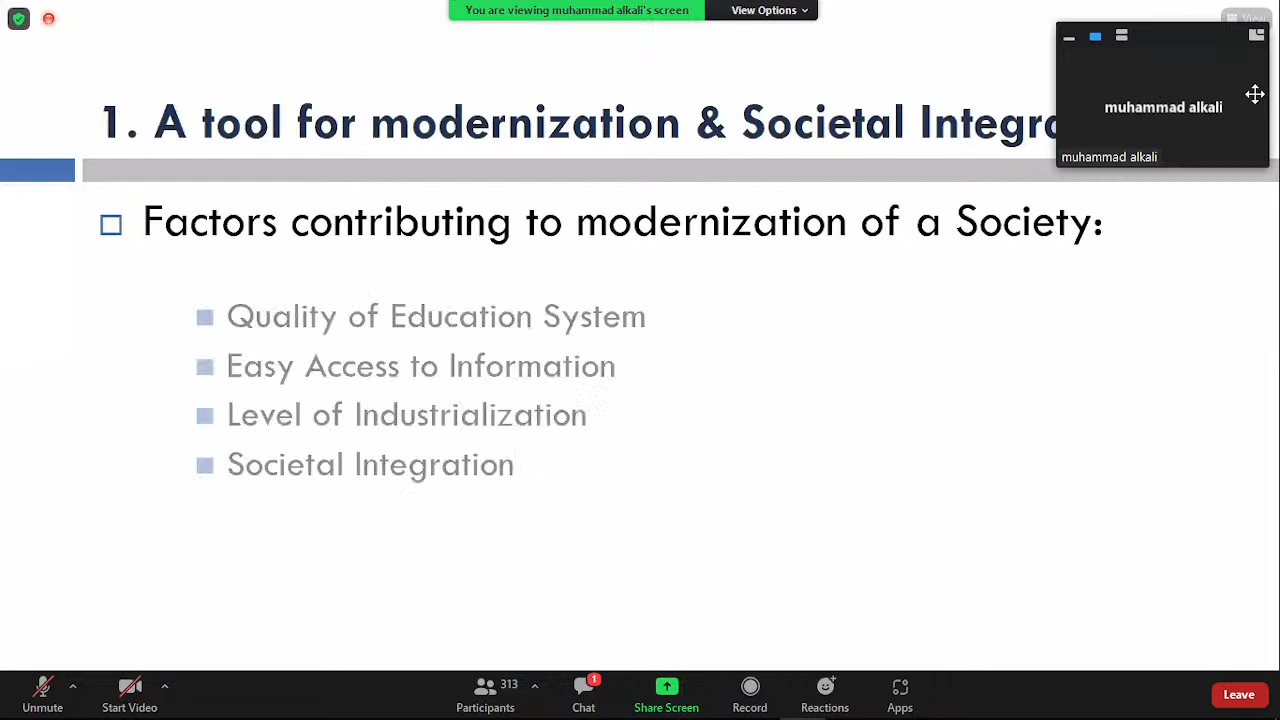 You are viewing muhammad alkali's screen
View Options
View
muhammad alkali
muhammad alkali
1. A tool for modernization & Societal
Factors contributing to modernization of a Society:
Quality of Education System
Easy Access to Information
Level of Industrialization
Societal Integration
Unmute
Start Video
313
Participants
1
Chat
Share Screen
Record
Reactions
Apps
Leave